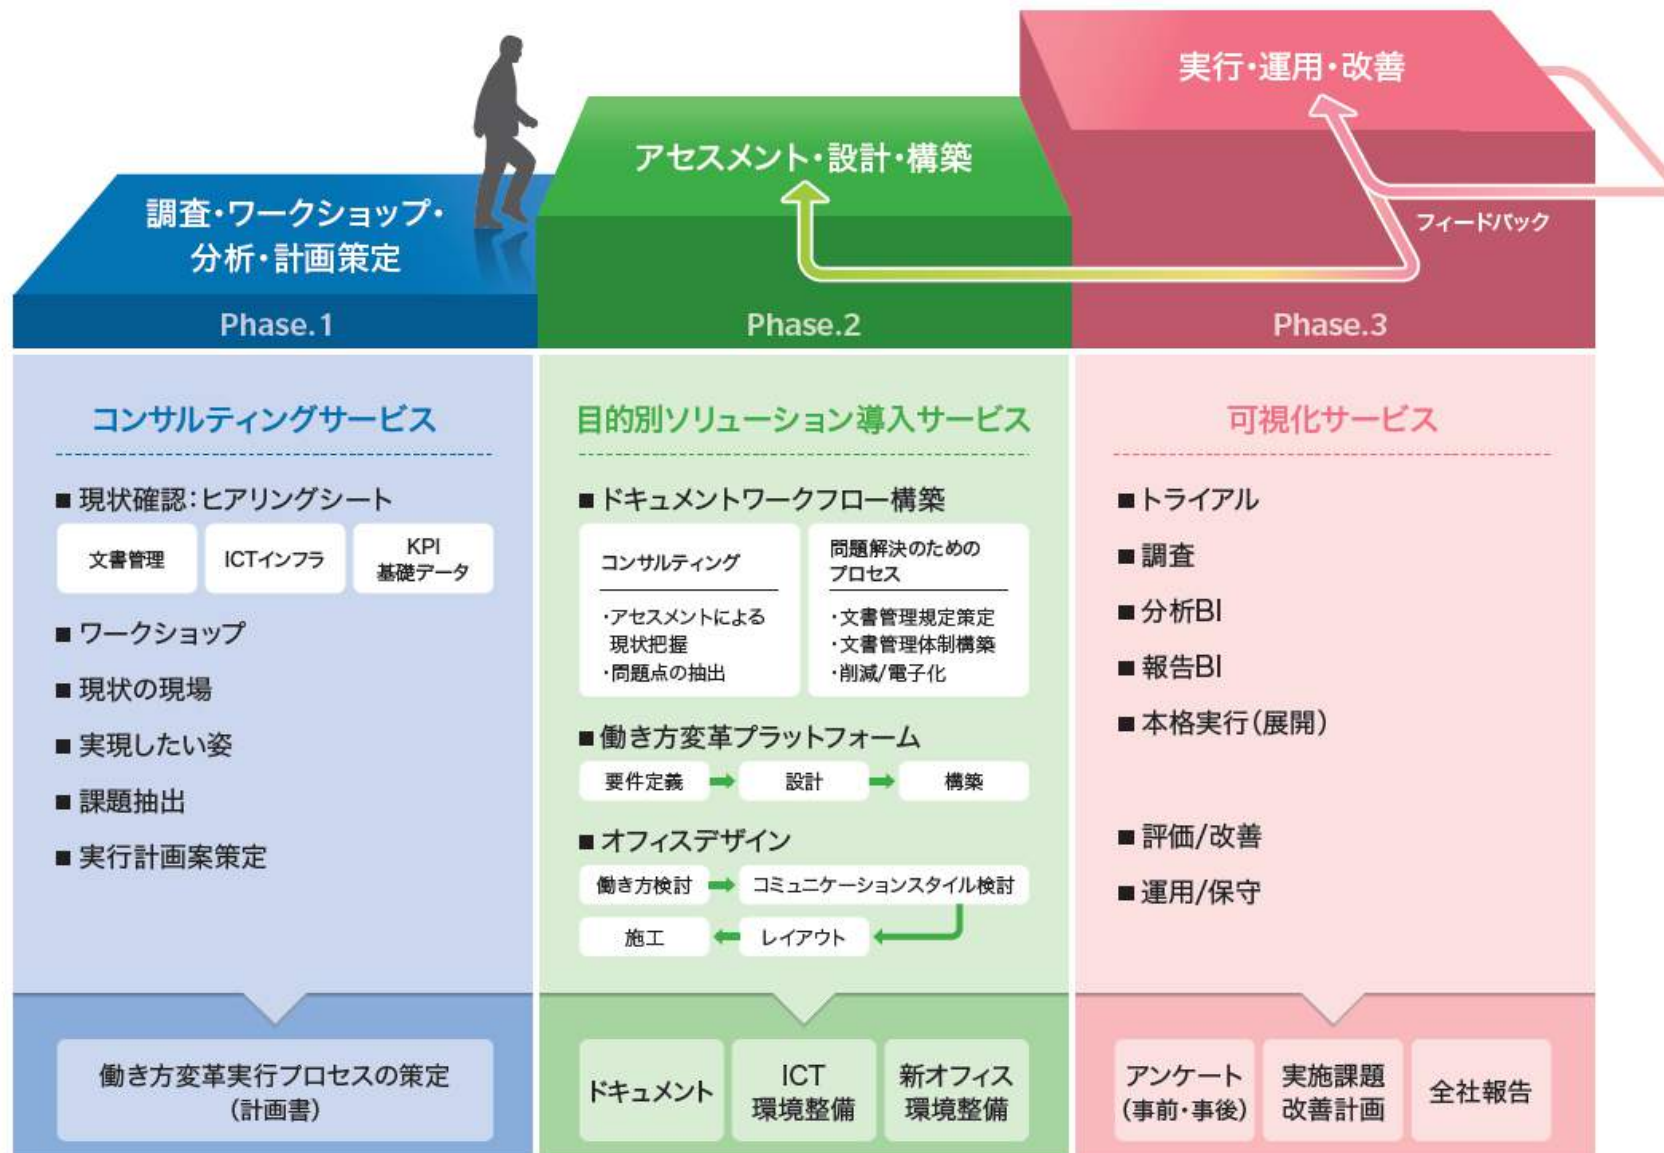 調査・ワークショップ・
分析・計画策定
Phase.1
アセスメント・設計・構築
Phase.2
実行・運用・改善
フィードバック
Phase.3
コンサルティングサービス
■ 現状確認：ヒアリングシート
文書管理
ICTインフラ
KPI
基礎データ
■ ワークショップ
■ 現状の現場
■ 実現したい姿
■ 課題抽出
■ 実行計画案策定
働き方変革実行プロセスの策定
（計画書）
目的別ソリューション導入サービス
■ ドキュメントワークフロー構築
コンサルティング
・アセスメントによる
現状把握
・問題点の抽出
問題解決のための
プロセス
・文書管理規定策定
・文書管理体制構築
・削減/電子化
■ 働き方変革プラットフォーム
要件定義
設計
構築
■ オフィスデザイン
働き方検討
コミュニケーションスタイル検討
レイアウト
施工
ドキュメント
ICT
環境整備
新オフィス
環境整備
可視化サービス
■ トライアル
■ 調査
■ 分析BI
■ 報告BI
■ 本格実行（展開）
■ 評価/改善
■ 運用/保守
アンケート
（事前・事後）
実施課題
改善計画
全社報告